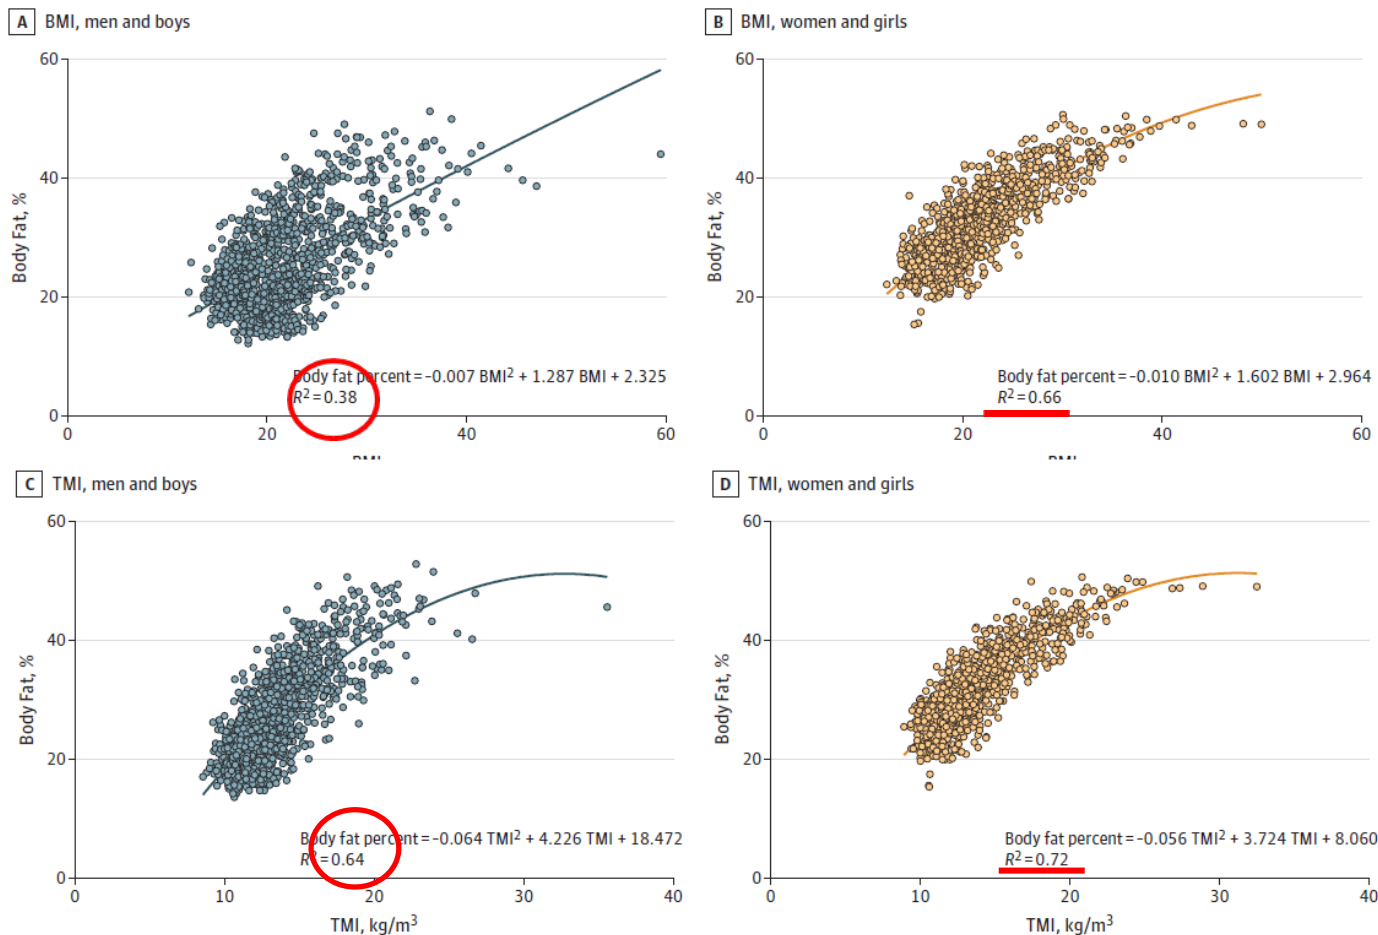 A BMI, men and boys
60
40
20
0
Body Fat, %
Body fat percent = –0.007 BMI² + 1.287 BMI + 2.325
R² = 0.38
0 20 40 60
BMI
B BMI, women and girls
60
40
20
0
Body Fat, %
Body fat percent = –0.010 BMI² + 1.602 BMI + 2.964
R² = 0.66
0 20 40 60
BMI
C TMI, men and boys
60
40
20
0
Body Fat, %
Body fat percent = –0.064 TMI² + 4.226 TMI + 18.472
R² = 0.64
0 10 20 30 40
TMI, kg/m³
D TMI, women and girls
60
40
20
0
Body Fat, %
Body fat percent = –0.056 TMI² + 3.724 TMI + 8.060
R² = 0.72
0 10 20 30 40
TMI, kg/m³